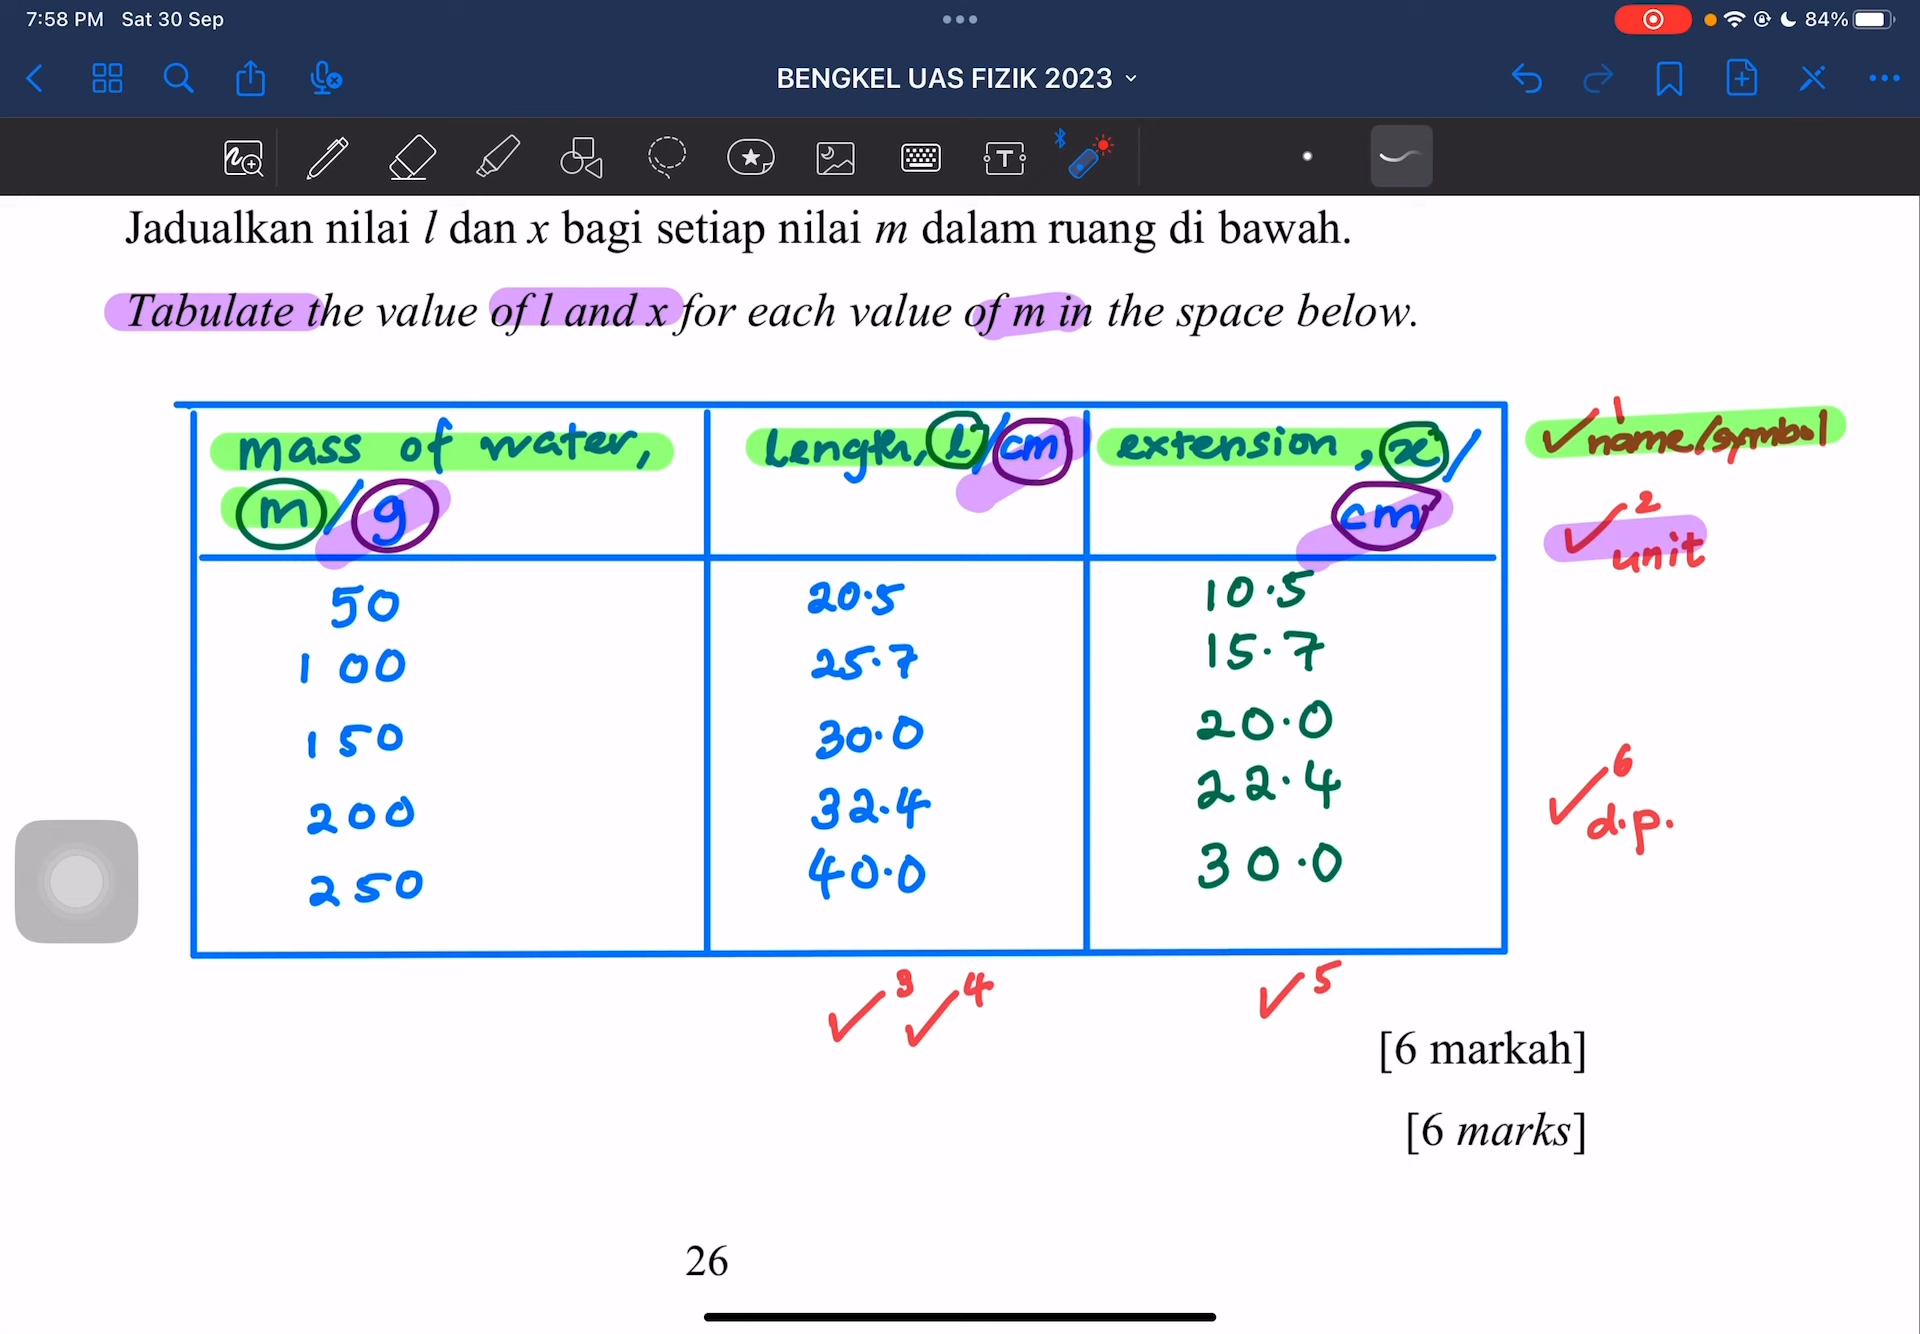 7:58 PM Sat 30 Sep
84%
BENGKEL UAS FIZIK 2023
Jadualkan nilai l dan x bagi setiap nilai m dalam ruang di bawah.
Tabulate the value of l and x for each value of m in the space below.
mass of water, m/g
length, l/cm
extension, x/cm
✓1 name/symbol
✓2 unit
50 20.5 10.5
100 25.7 15.7
150 30.0 20.0
200 32.4 22.4
250 40.0 30.0
✓6 d.p.
✓3 ✓4 ✓5
[6 markah]
[6 marks]
26